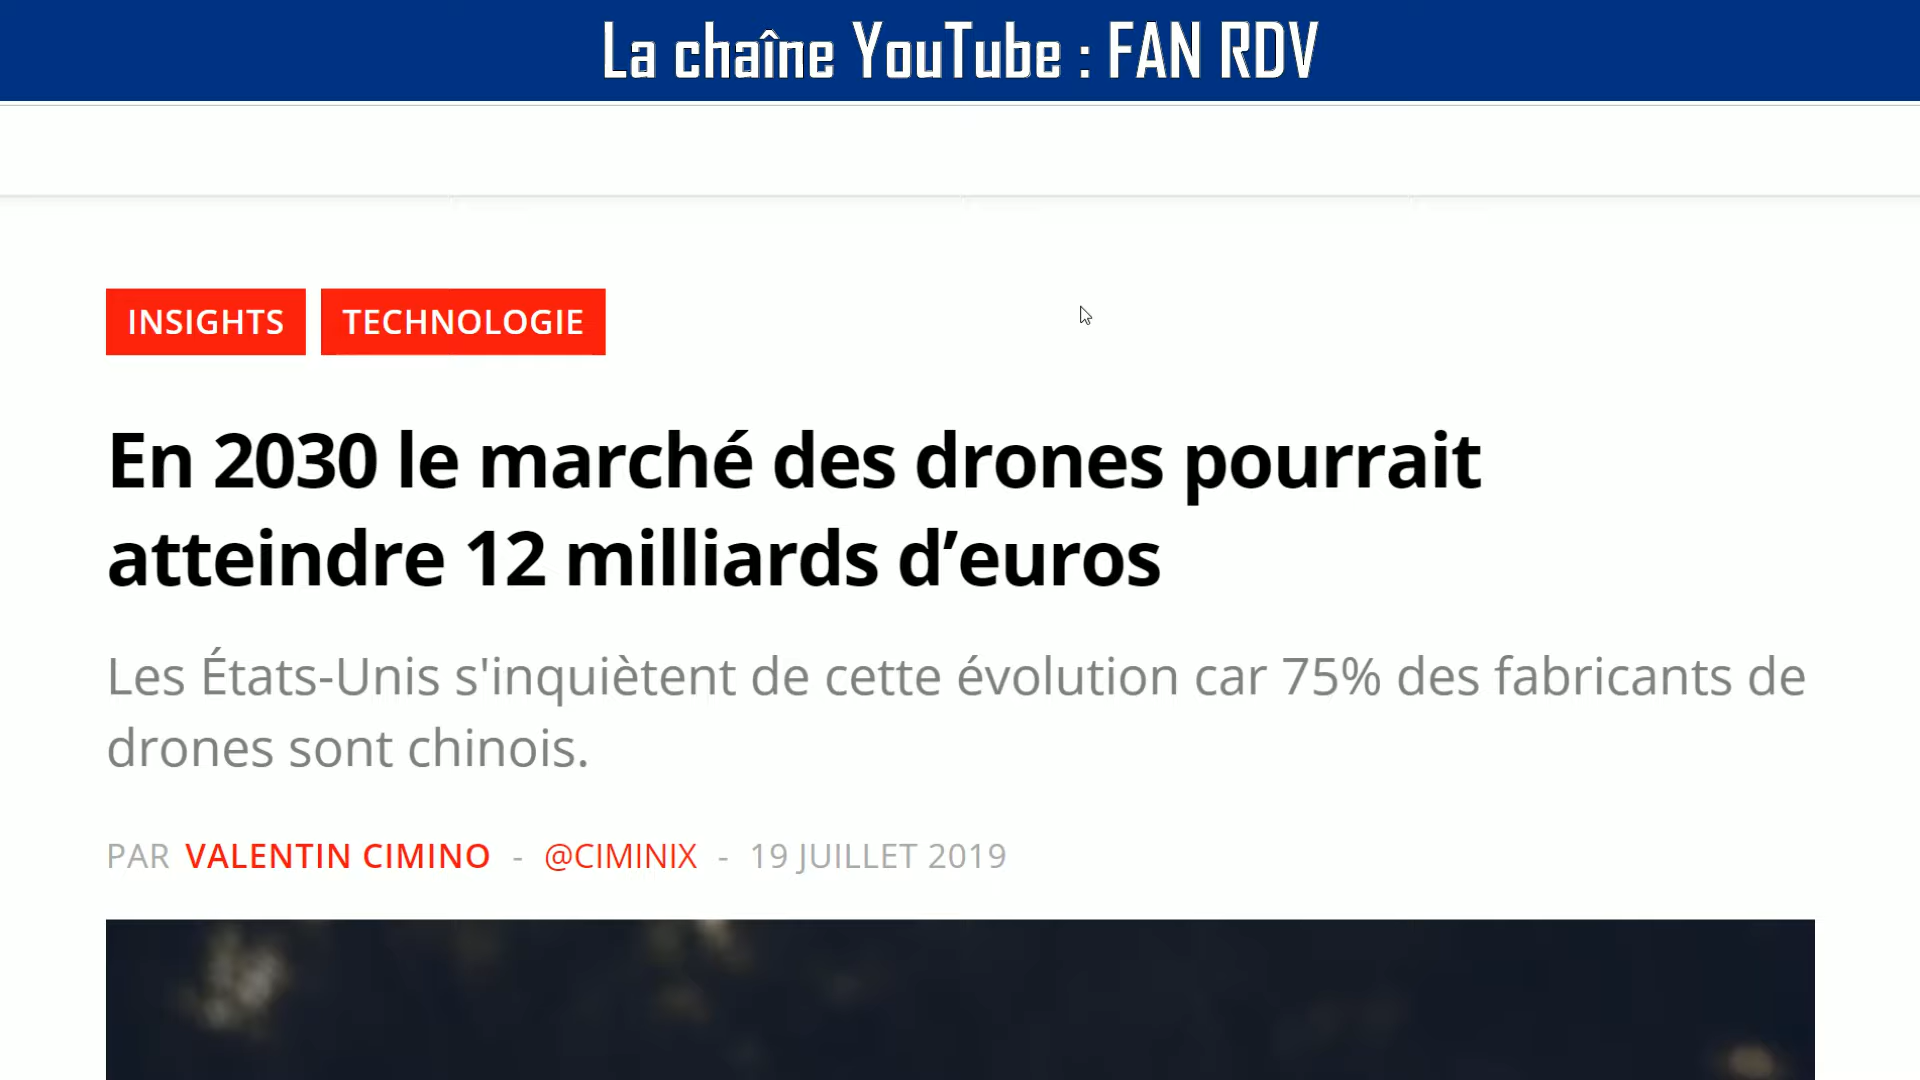 La chaîne YouTube : FAN RDV
INSIGHTS TECHNOLOGIE
En 2030 le marché des drones pourrait
atteindre 12 milliards d’euros
Les États-Unis s'inquiètent de cette évolution car 75% des fabricants de
drones sont chinois.
PAR VALENTIN CIMINO - @CIMINIX - 19 JUILLET 2019